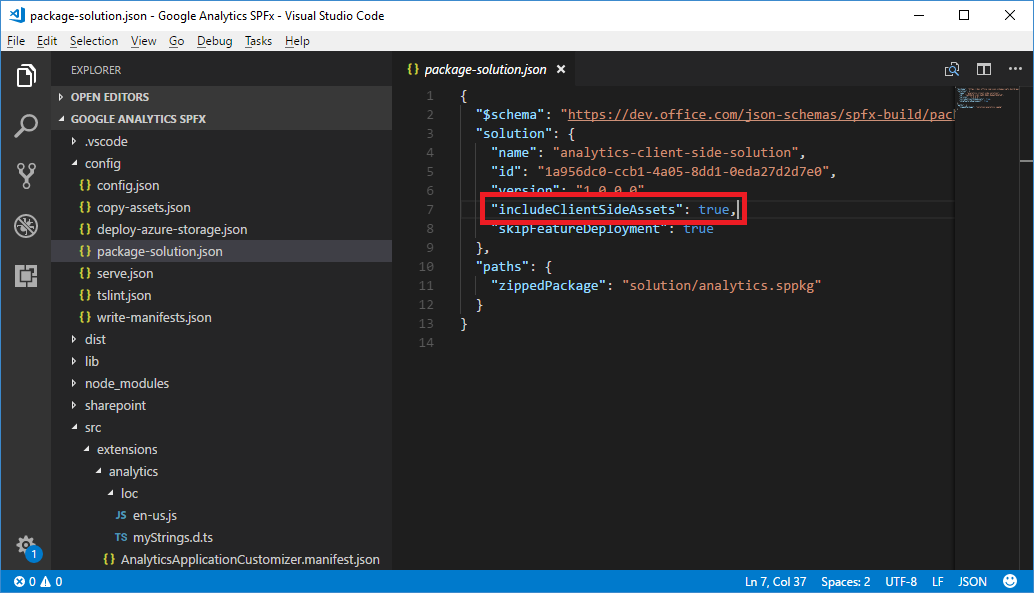 package-solution.json - Google Analytics SPFx - Visual Studio Code
File Edit Selection View Go Debug Tasks Help
EXPLORER
OPEN EDITORS
GOOGLE ANALYTICS SPFX
.vscode
config
{} config.json
{} copy-assets.json
{} deploy-azure-storage.json
{} package-solution.json
{} serve.json
{} tslint.json
{} write-manifests.json
dist
lib
node_modules
sharepoint
src
extensions
analytics
loc
JS en-us.js
TS myStrings.d.ts
{} AnalyticsApplicationCustomizer.manifest.json
1
{} package-solution.json
1 {
2 "$schema": "https://dev.office.com/json-schemas/spfx-build/pac
3 "solution": {
4 "name": "analytics-client-side-solution",
5 "id": "1a956dc0-ccb1-4a05-8dd1-0eda27d2d7e0",
6 "version": "1.0.0.0"
7 "includeClientSideAssets": true,
8 "skipFeatureDeployment": true
9 },
10 "paths": {
11 "zippedPackage": "solution/analytics.sppkg"
12 }
13 }
14
0 0 Ln 7, Col 37 Spaces: 2 UTF-8 LF JSON